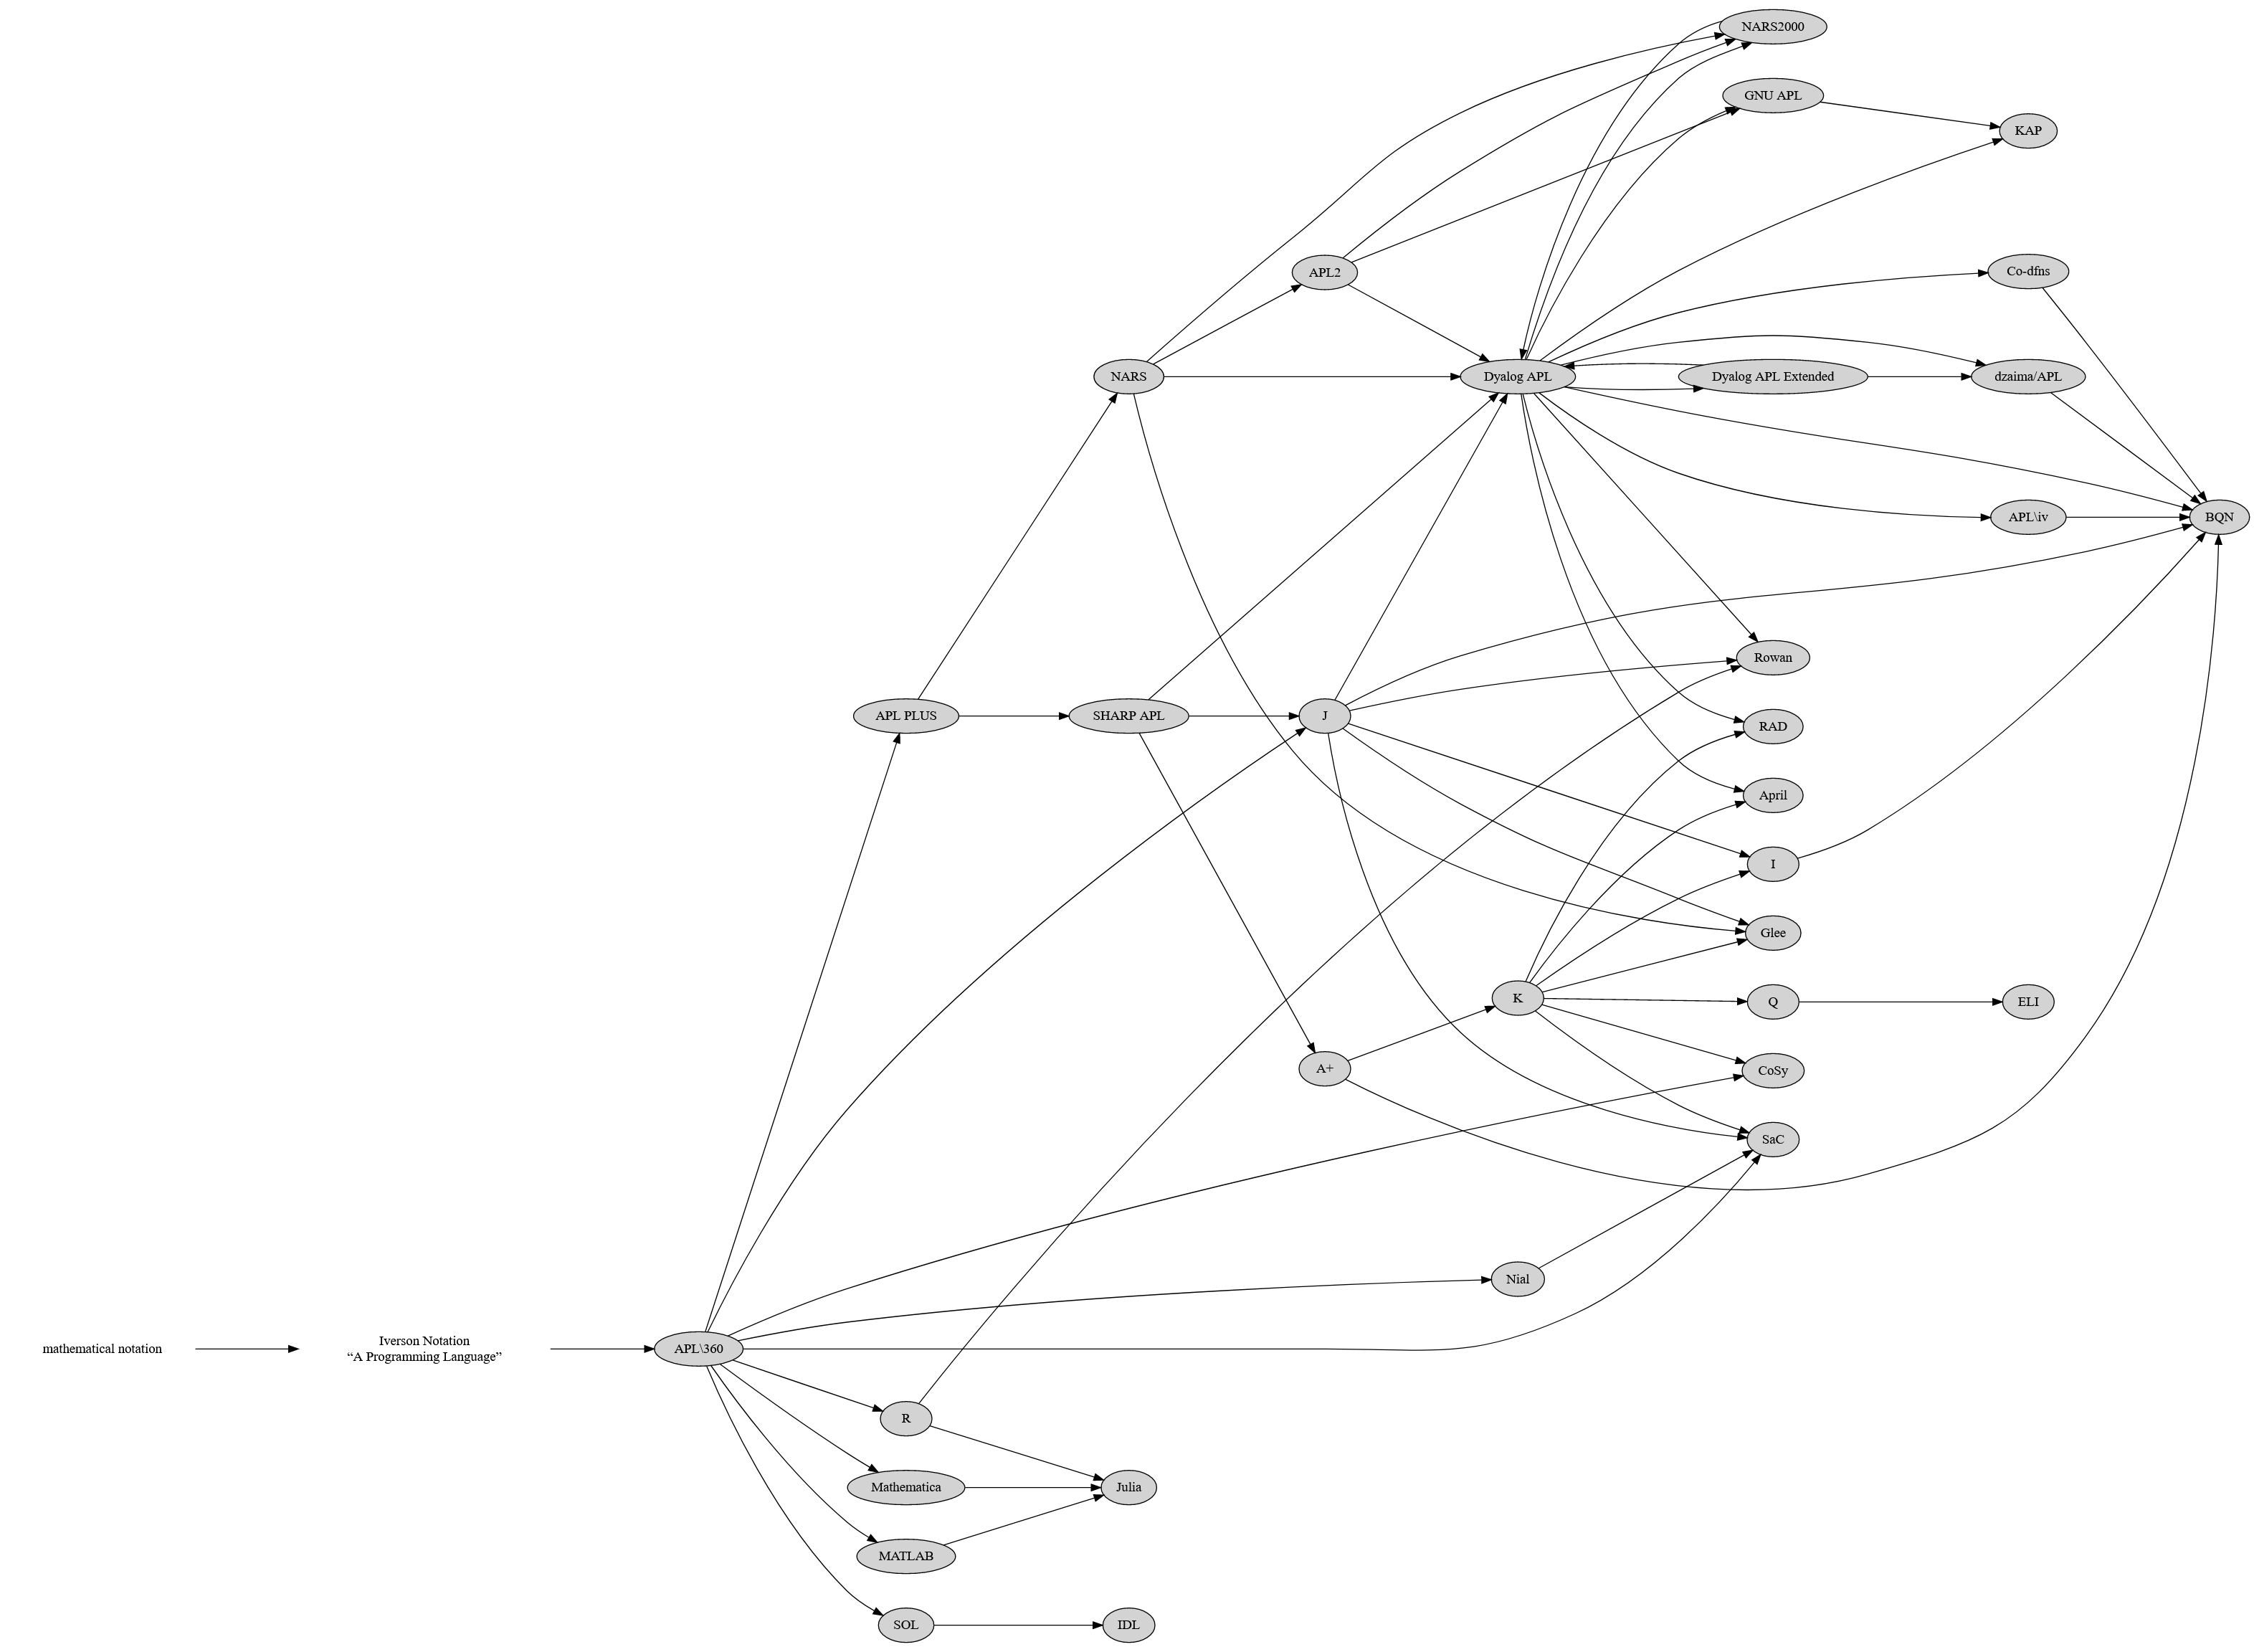 NARS2000
GNU APL
KAP
APL2
Co-dfns
NARS
Dyalog APL
Dyalog APL Extended
dzaima/APL
APL\iv
BQN
Rowan
APL PLUS
SHARP APL
J
RAD
April
I
Glee
K
Q
ELI
A+
CoSy
SaC
Nial
mathematical notation
Iverson Notation
“A Programming Language”
APL\360
R
Mathematica
Julia
MATLAB
SOL
IDL